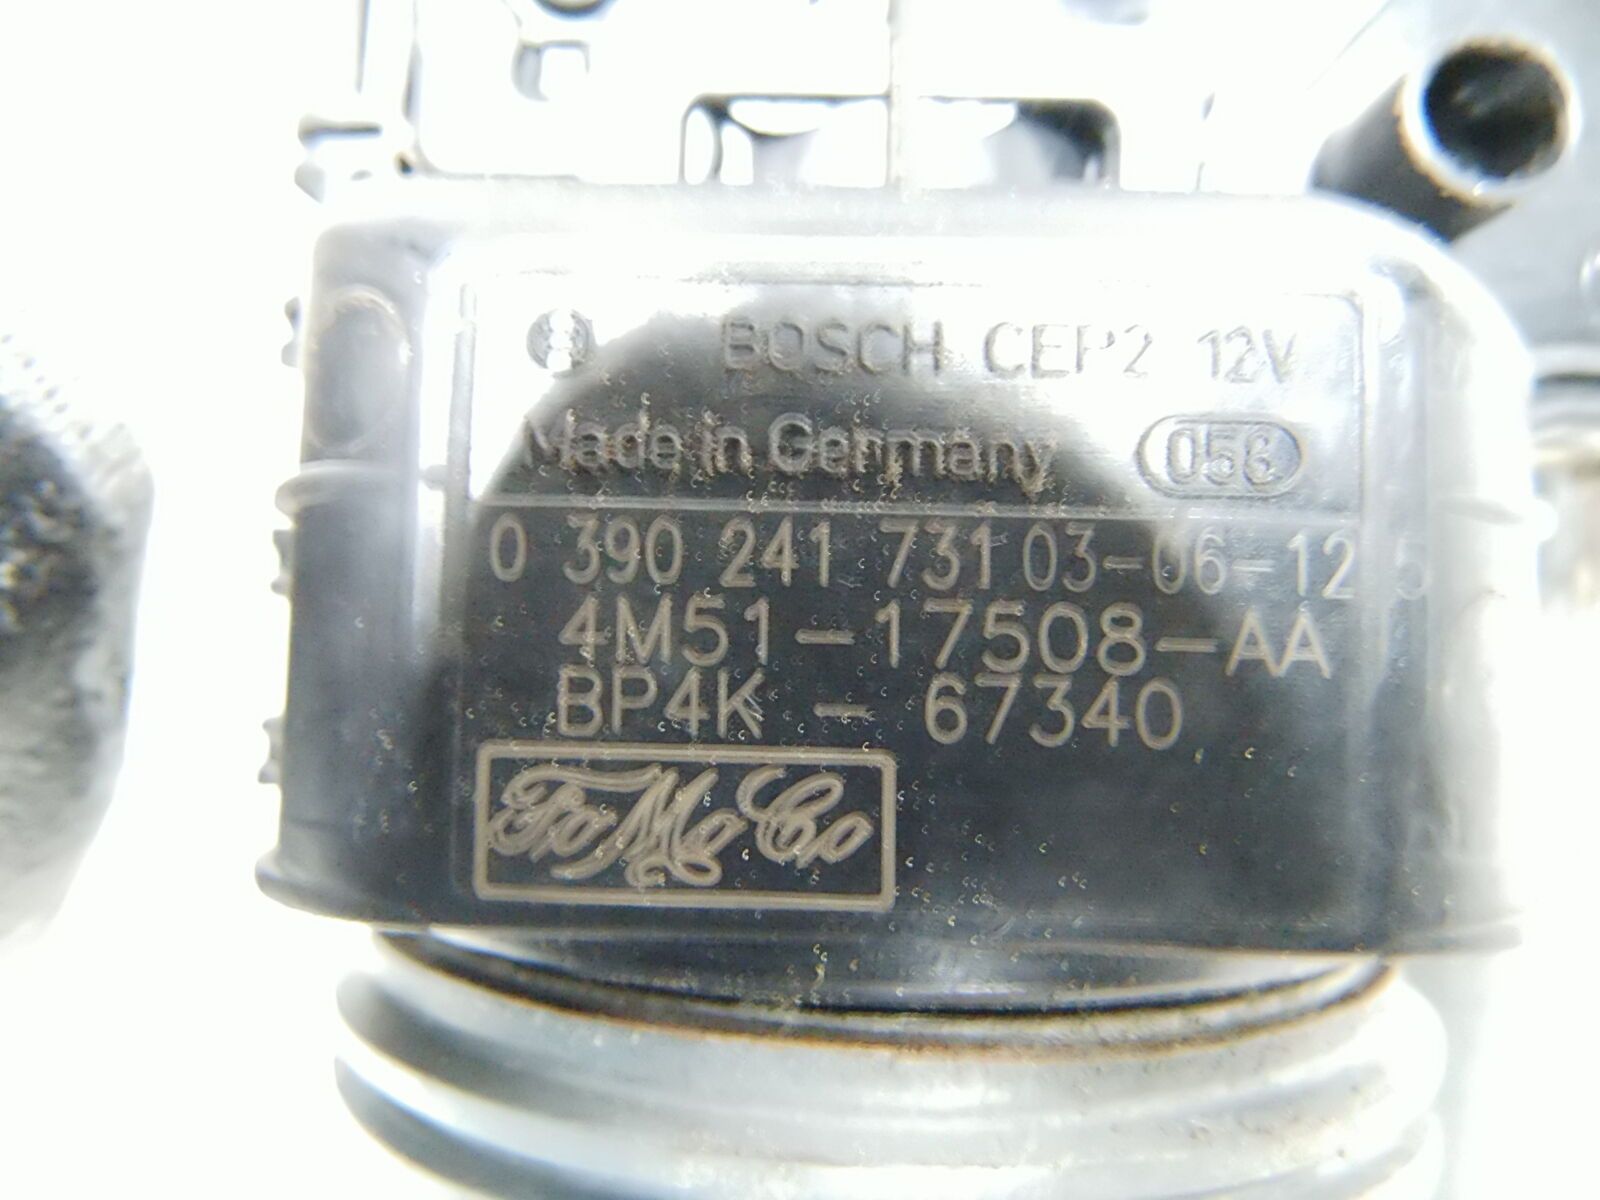 BOSCH CEP2 12V
Made in Germany 056
0 390 241 731 03-06-12 5
4M51-17508-AA
BP4K - 67340
FoMoCo